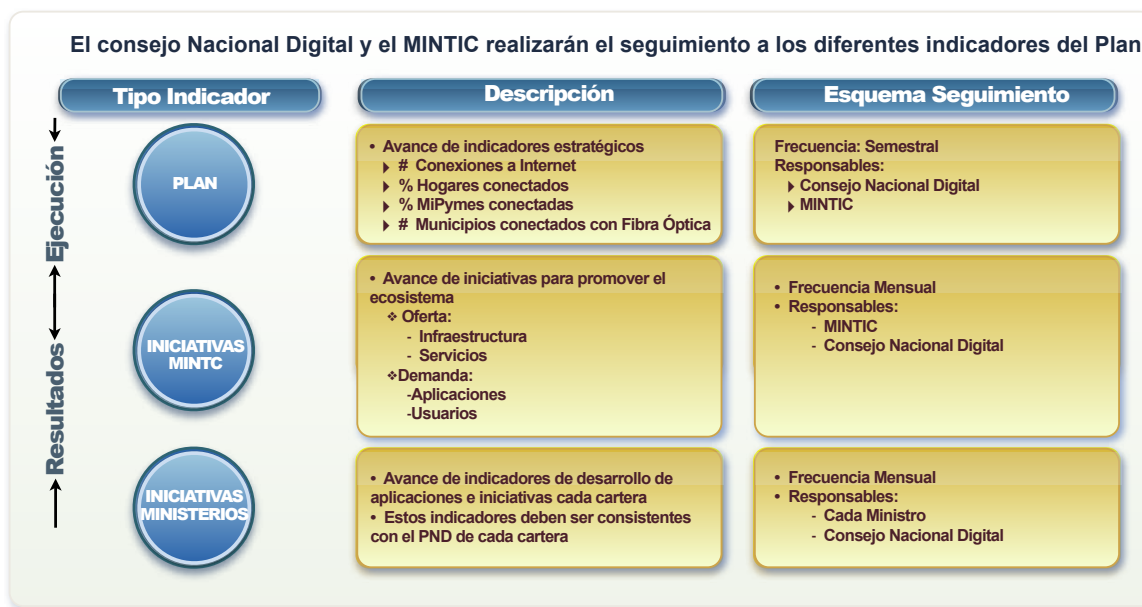 El consejo Nacional Digital y el MINTIC realizarán el seguimiento a los diferentes indicadores del Plan
Tipo Indicador
Descripción
Esquema Seguimiento
Ejecución
Resultados
PLAN
• Avance de indicadores estratégicos
# Conexiones a Internet
% Hogares conectados
% MiPymes conectadas
# Municipios conectados con Fibra Óptica
Frecuencia: Semestral
Responsables:
Consejo Nacional Digital
MINTIC
INICIATIVAS
MINTC
• Avance de iniciativas para promover el
ecosistema
❖ Oferta:
- Infraestructura
- Servicios
❖Demanda:
-Aplicaciones
-Usuarios
• Frecuencia Mensual
• Responsables:
- MINTIC
- Consejo Nacional Digital
INICIATIVAS
MINISTERIOS
• Avance de indicadores de desarrollo de
aplicaciones e iniciativas cada cartera
• Estos indicadores deben ser consistentes
con el PND de cada cartera
• Frecuencia Mensual
• Responsables:
- Cada Ministro
- Consejo Nacional Digital